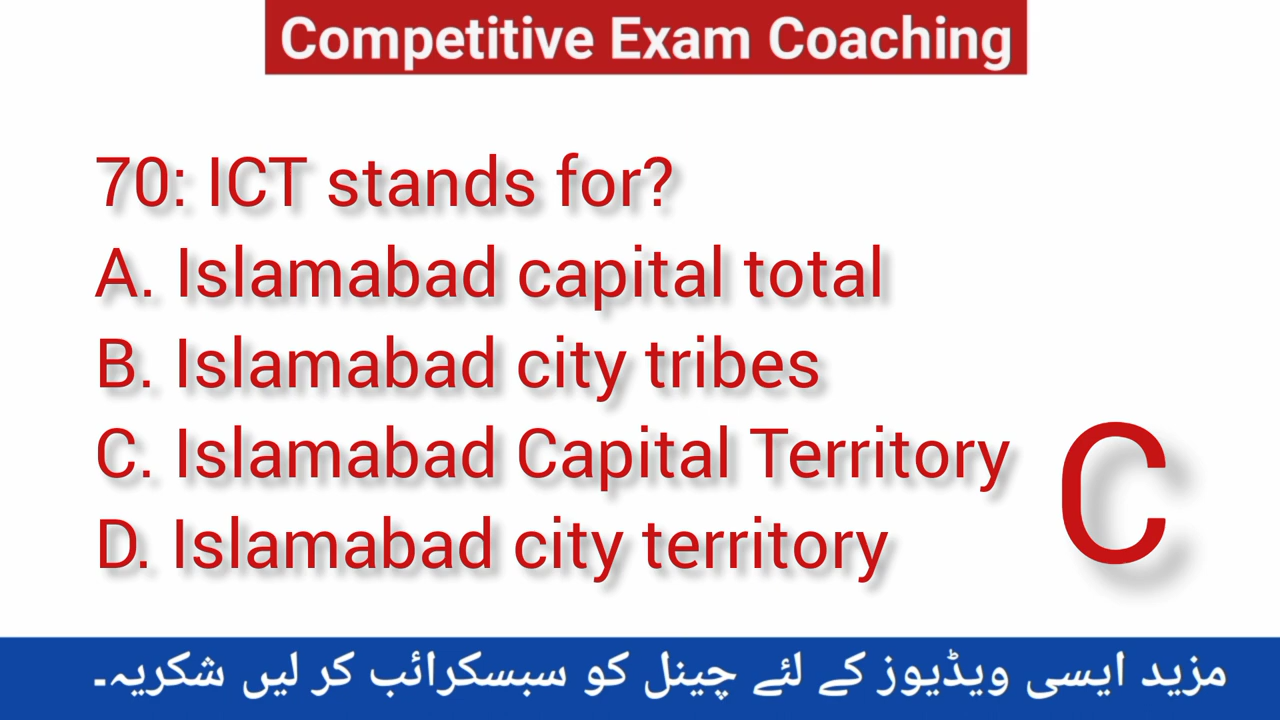 Competitive Exam Coaching
70: ICT stands for?
A. Islamabad capital total
B. Islamabad city tribes
C. Islamabad Capital Territory
D. Islamabad city territory
C
مزید ایسی ویڈیوز کے لئے چینل کو سبسکرائب کر لیں شکریہ۔